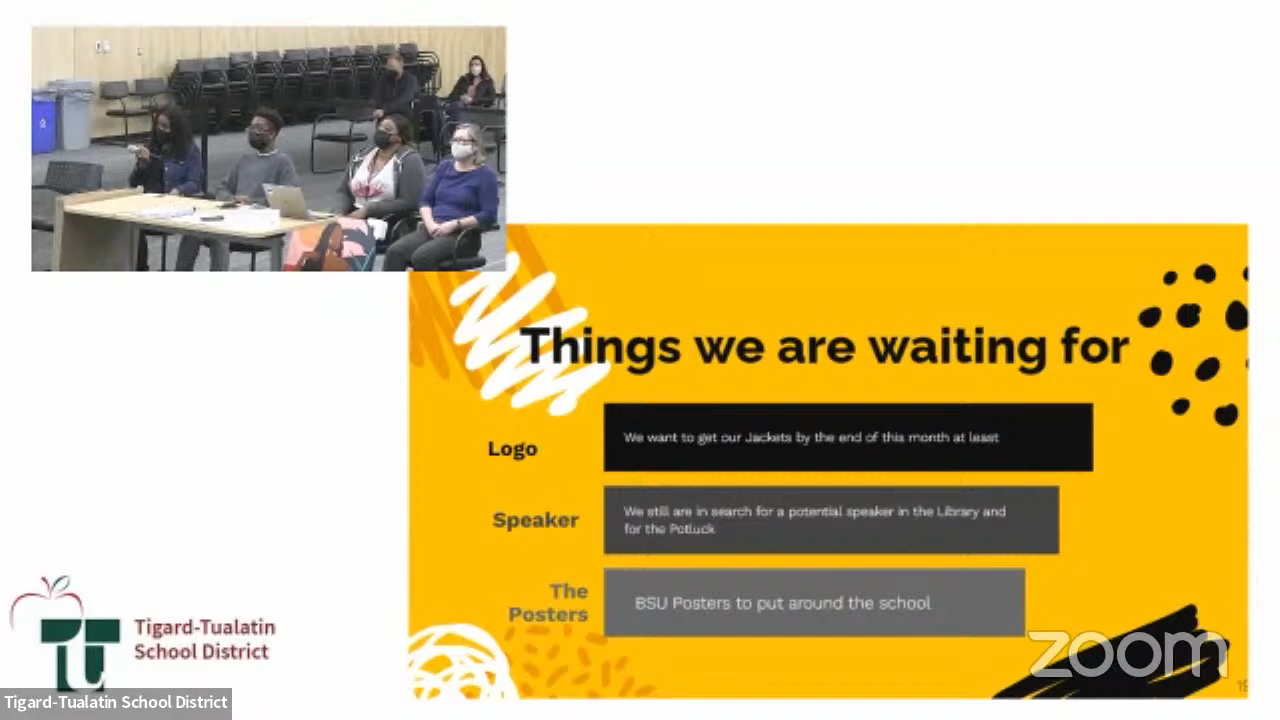 Things we are waiting for
Logo
We want to get our Jackets by the end of this month at least
Speaker
We still are in search for a potential speaker in the Library and
for the Potluck
The
Posters
BSU Posters to put around the school
zoom
Tigard-Tualatin
School District
Tigard-Tualatin School District